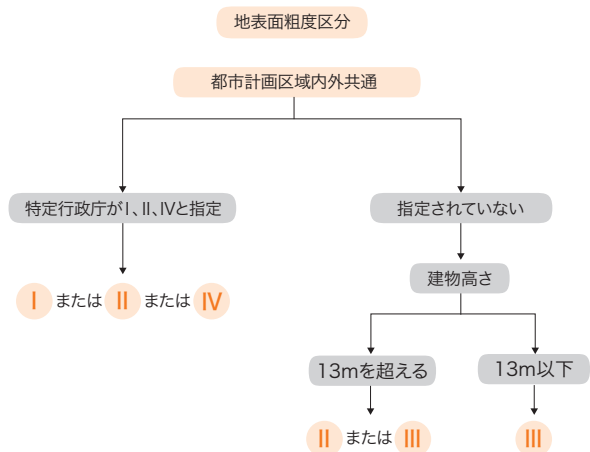 地表面粗度区分
都市計画区域内外共通
特定行政庁がⅠ、Ⅱ、Ⅳと指定
指定されていない
建物高さ
Ⅰ または Ⅱ または Ⅳ
13mを超える
13m以下
Ⅱ または Ⅲ
Ⅲ